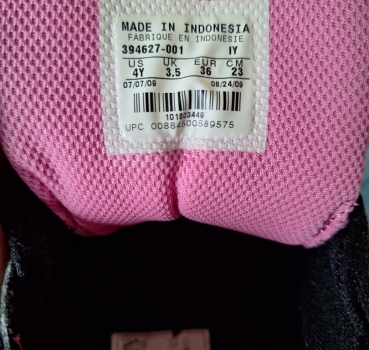 MADE IN INDONESIA
FABRIQUE EN INDONESIE
394627-001 IY
US UK EUR CM
4Y 3.5 36 23
07/07/09 08/24/09
101803449
UPC 00884500589575